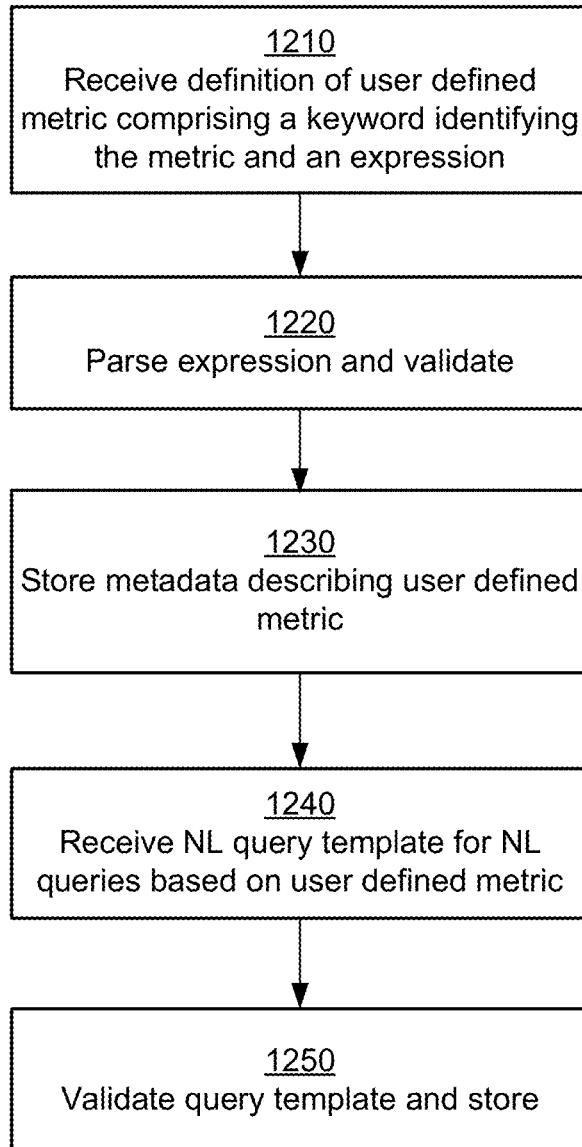 1210
Receive definition of user defined
metric comprising a keyword identifying
the metric and an expression
1220
Parse expression and validate
1230
Store metadata describing user defined
metric
1240
Receive NL query template for NL
queries based on user defined metric
1250
Validate query template and store